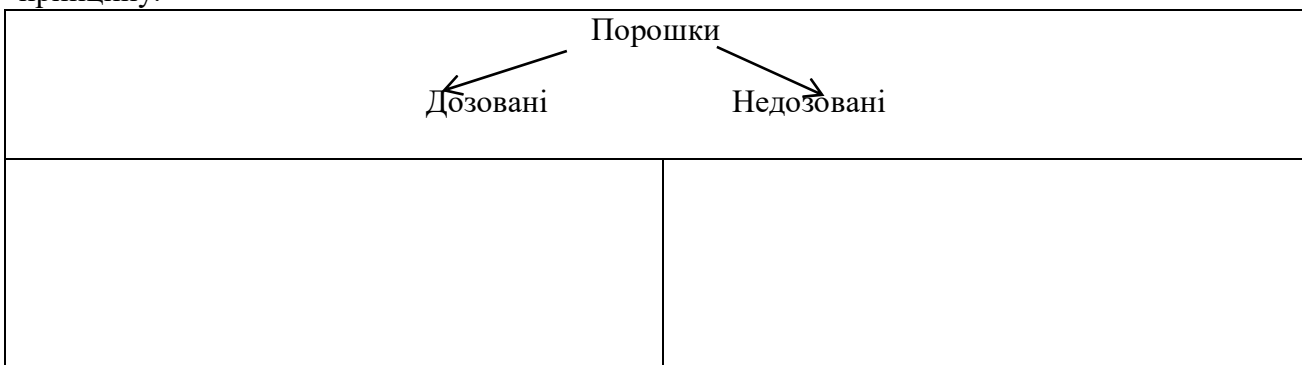 Порошки
Дозовані Недозовані